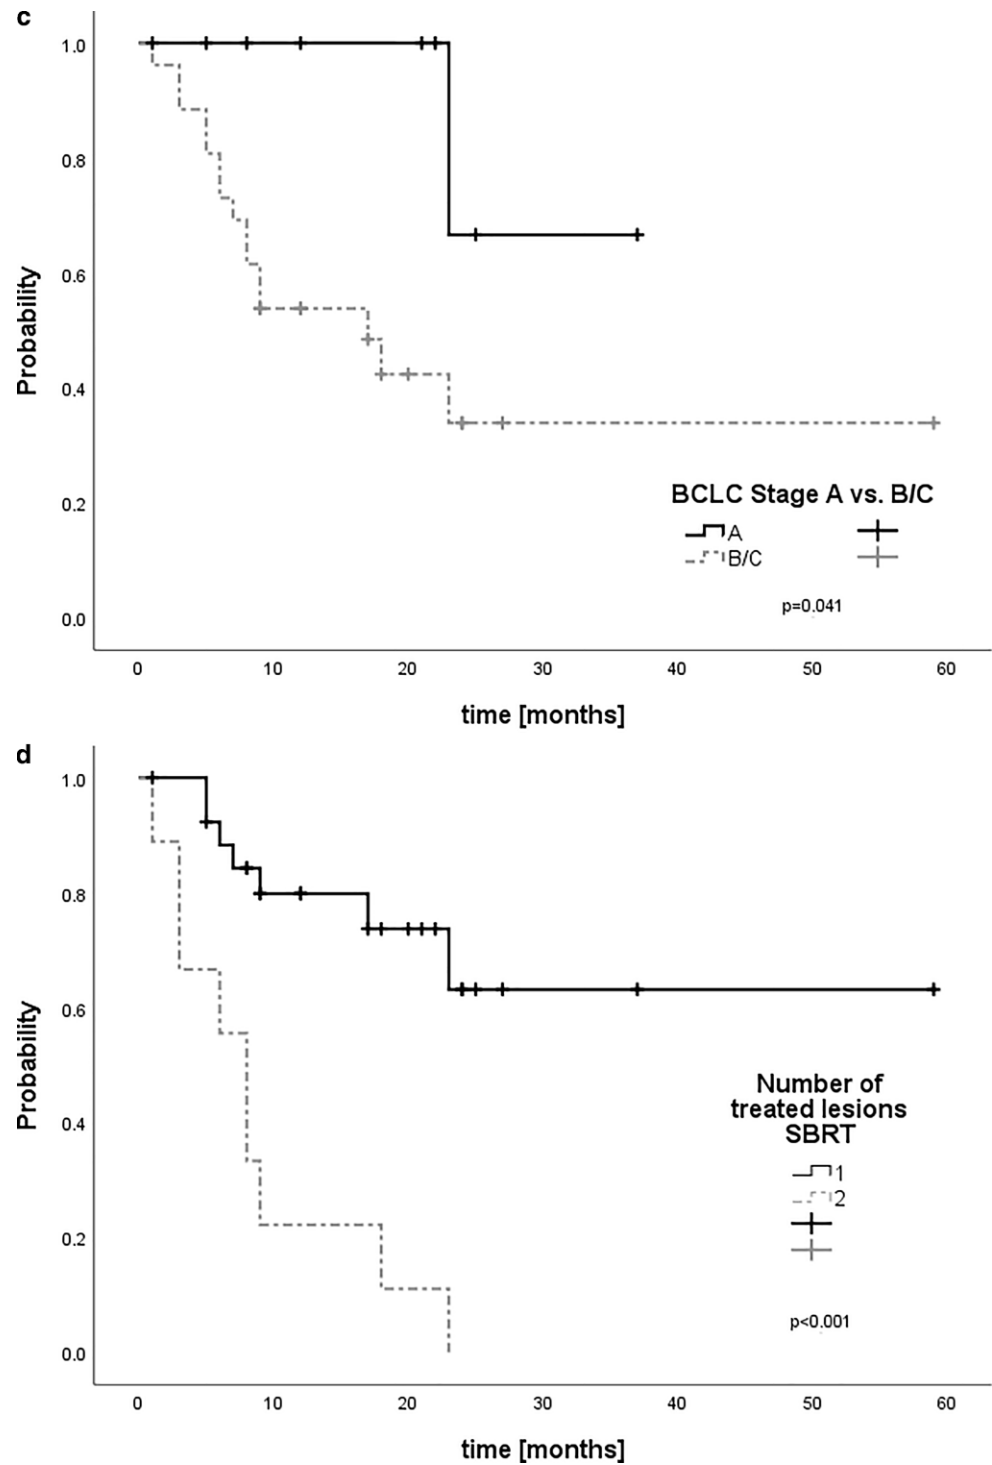 c
1.0
0.8
0.6
0.4
0.2
0.0
Probability
BCLC Stage A vs. B/C
A
B/C
p=0.041
0 10 20 30 40 50 60
time [months]
d
1.0
0.8
0.6
0.4
0.2
0.0
Probability
Number of
treated lesions
SBRT
1
2
p<0.001
0 10 20 30 40 50 60
time [months]